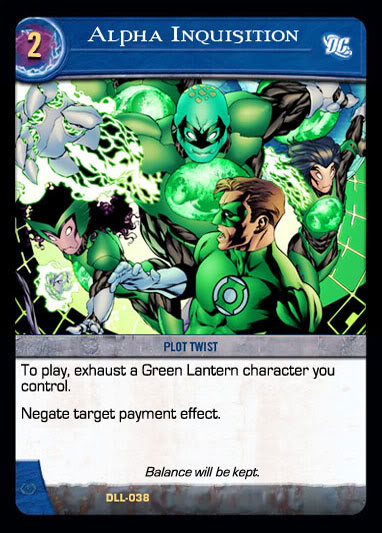 2
Alpha Inquisition
DC
PLOT TWIST
To play, exhaust a Green Lantern character you
control.
Negate target payment effect.
Balance will be kept.
DLL-038